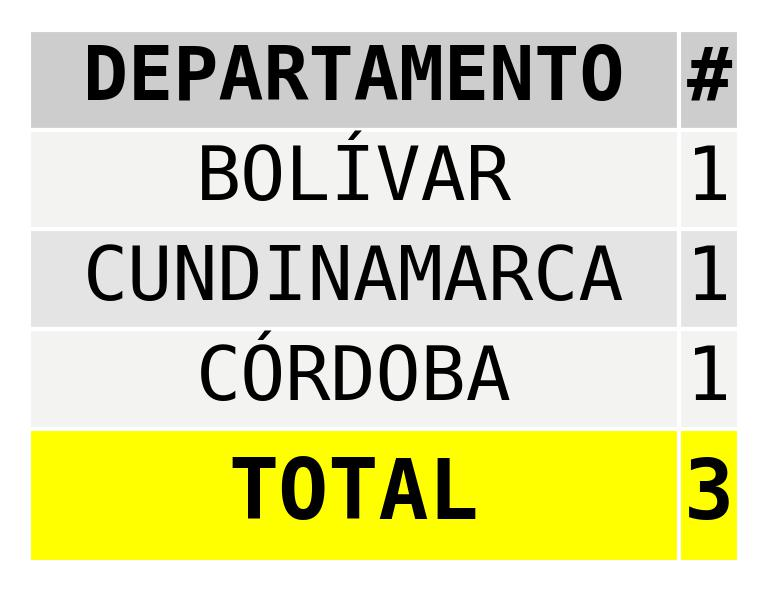 DEPARTAMENTO #
BOLÍVAR 1
CUNDINAMARCA 1
CÓRDOBA 1
TOTAL 3